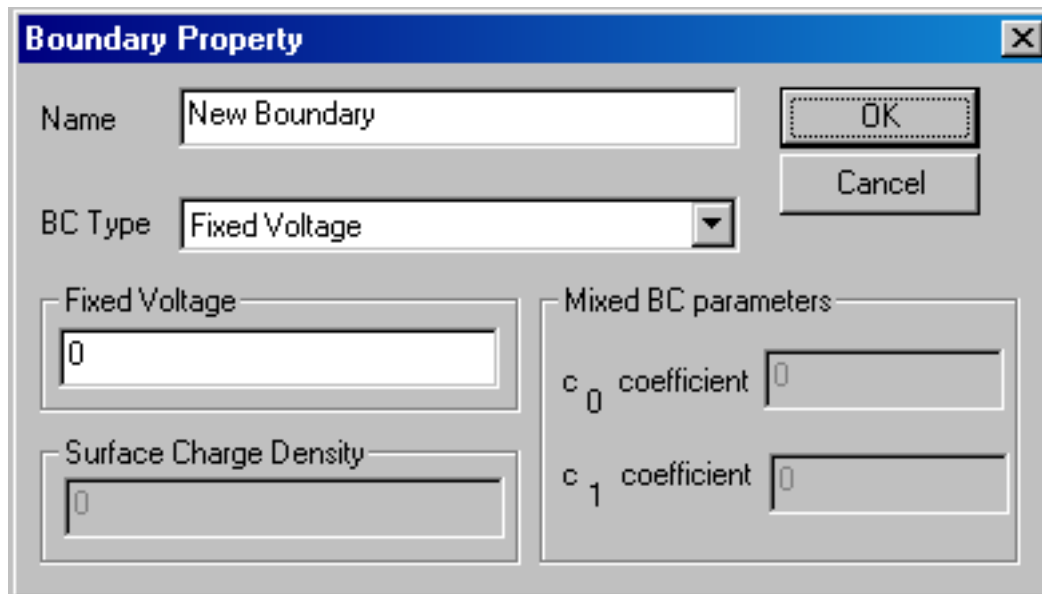 Boundary Property
Name
New Boundary
OK
Cancel
BC Type
Fixed Voltage
Fixed Voltage
0
Surface Charge Density
0
Mixed BC parameters
c 0 coefficient
0
c 1 coefficient
0